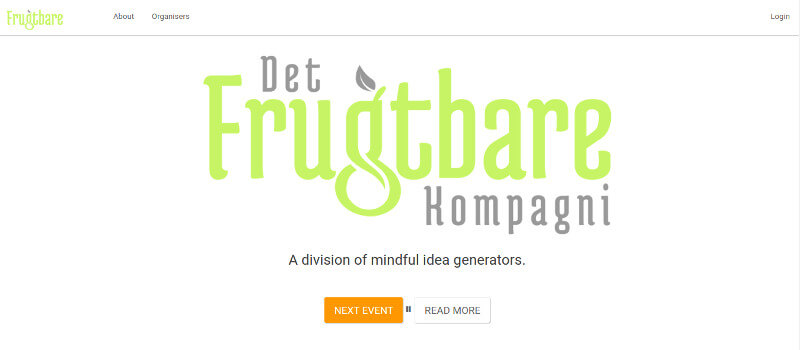 Frugtbare About Organisers Login
Det
Frugtbare
Kompagni
A division of mindful idea generators.
NEXT EVENT READ MORE